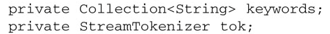 private Collection<String> keywords;
private StreamTokenizer tok;